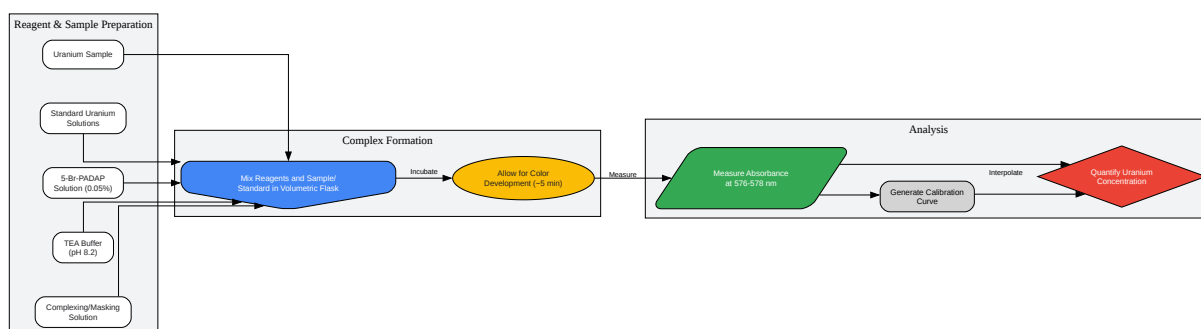 Reagent & Sample Preparation
Uranium Sample
Standard Uranium
Solutions
5-Br-PADAP
Solution (0.05%)
TEA Buffer
(pH 8.2)
Complexing/Masking
Solution
Complex Formation
Mix Reagents and Sample/
Standard in Volumetric Flask
Incubate
Allow for Color
Development (~5 min)
Measure
Analysis
Measure Absorbance
at 576-578 nm
Generate Calibration
Curve
Interpolate
Quantify Uranium
Concentration